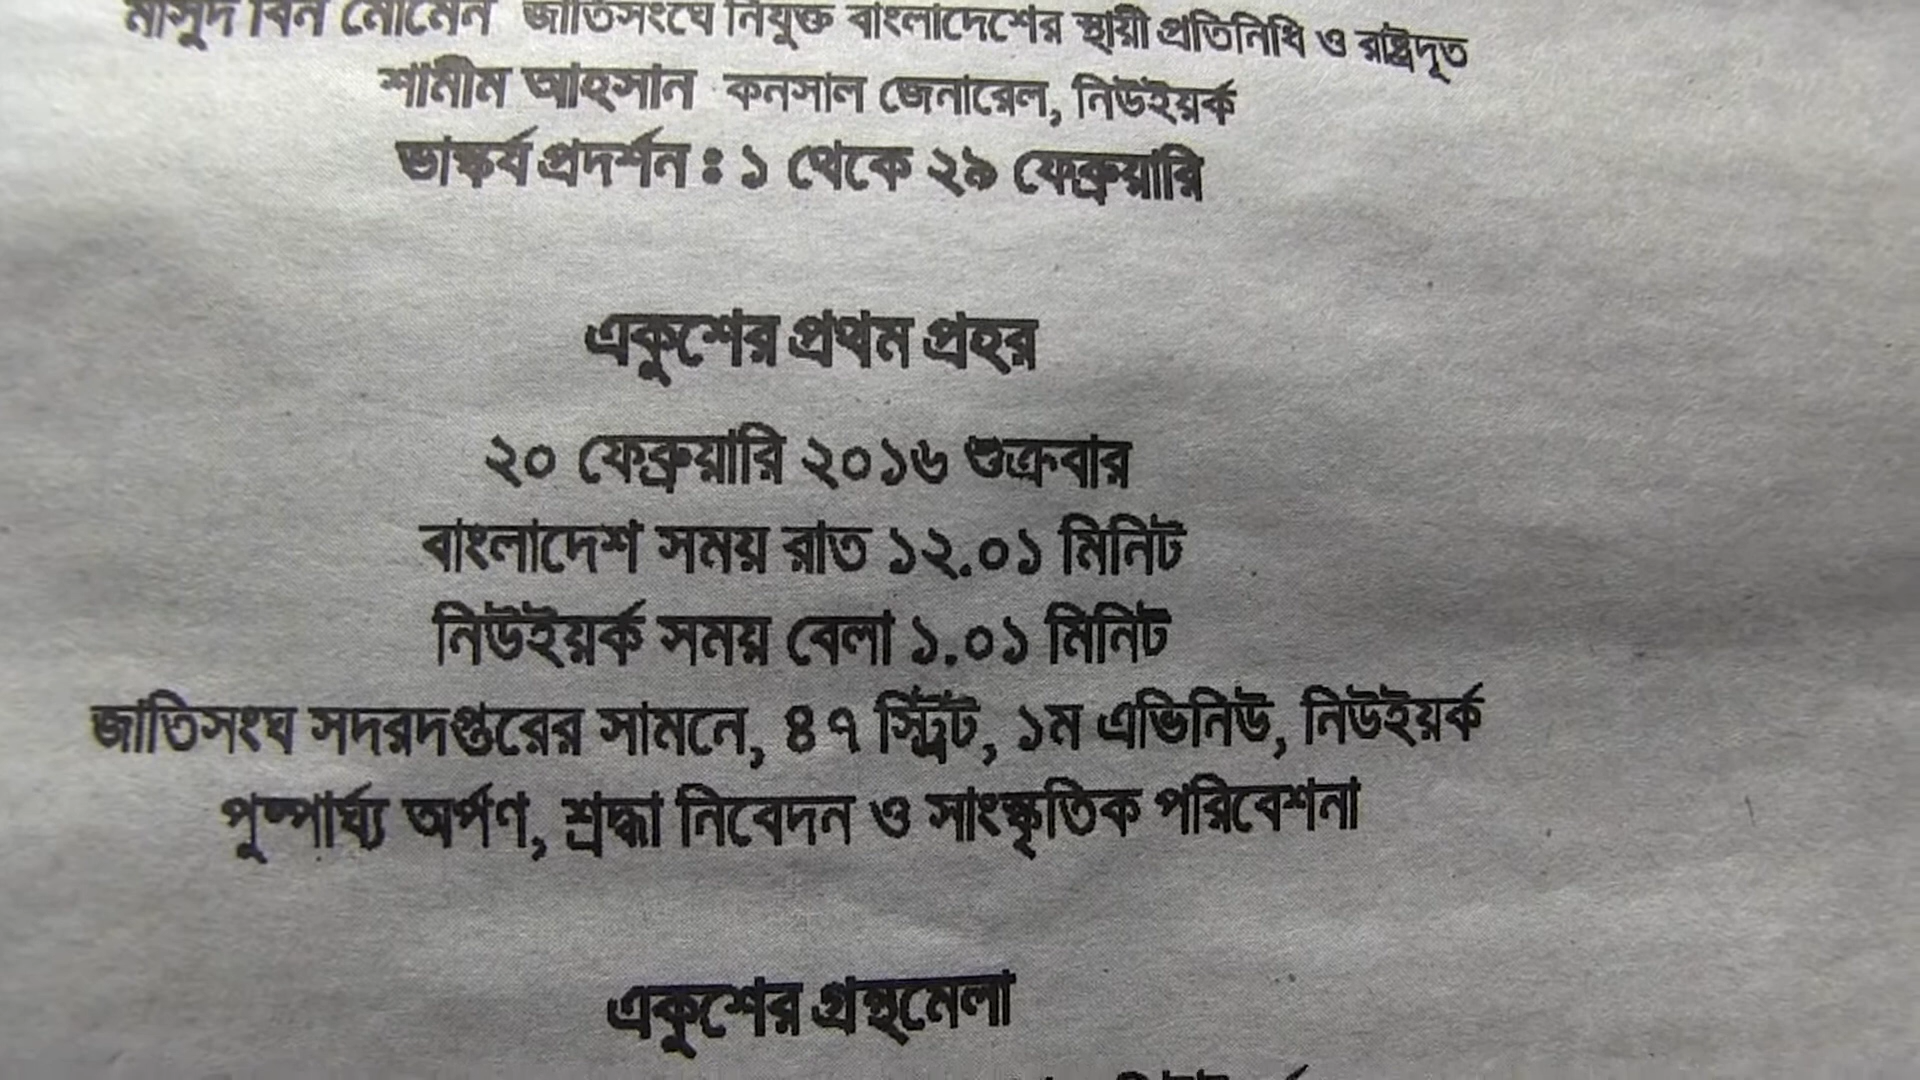 মাসুদ বিন মোমেন জাতিসংঘে নিযুক্ত বাংলাদেশের স্থায়ী প্রতিনিধি ও রাষ্ট্রদূত
শামীম আহসান কনসাল জেনারেল, নিউইয়র্ক
ভাস্কর্য প্রদর্শন : ১ থেকে ২৯ ফেব্রুয়ারি
একুশের প্রথম প্রহর
২০ ফেব্রুয়ারি ২০১৬ শুক্রবার
বাংলাদেশ সময় রাত ১২.০১ মিনিট
নিউইয়র্ক সময় বেলা ১.০১ মিনিট
জাতিসংঘ সদরদপ্তরের সামনে, ৪৭ স্ট্রিট, ১ম এভিনিউ, নিউইয়র্ক
পুষ্পার্ঘ্য অর্পণ, শ্রদ্ধা নিবেদন ও সাংস্কৃতিক পরিবেশনা
একুশের গ্রন্থমেলা